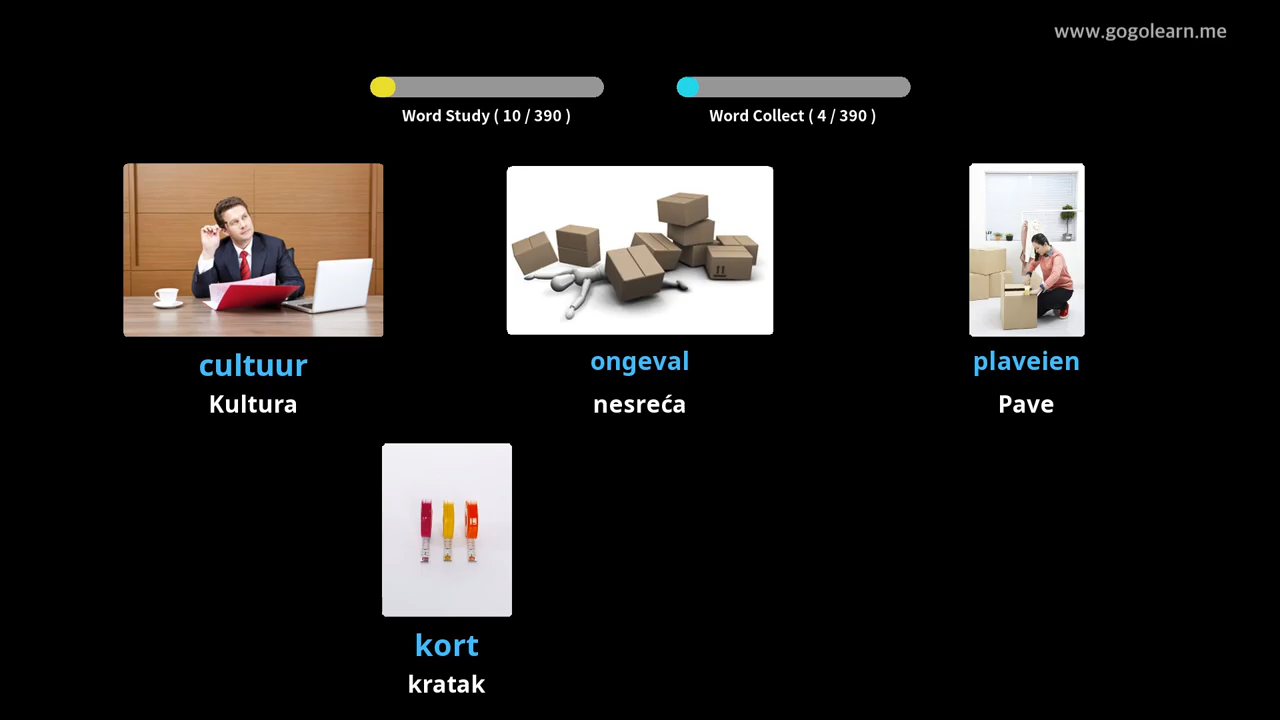 www.gogolearn.me
Word Study ( 10 / 390 )
Word Collect ( 4 / 390 )
cultuur
Kultura
ongeval
nesreća
plaveien
Pave
kort
kratak